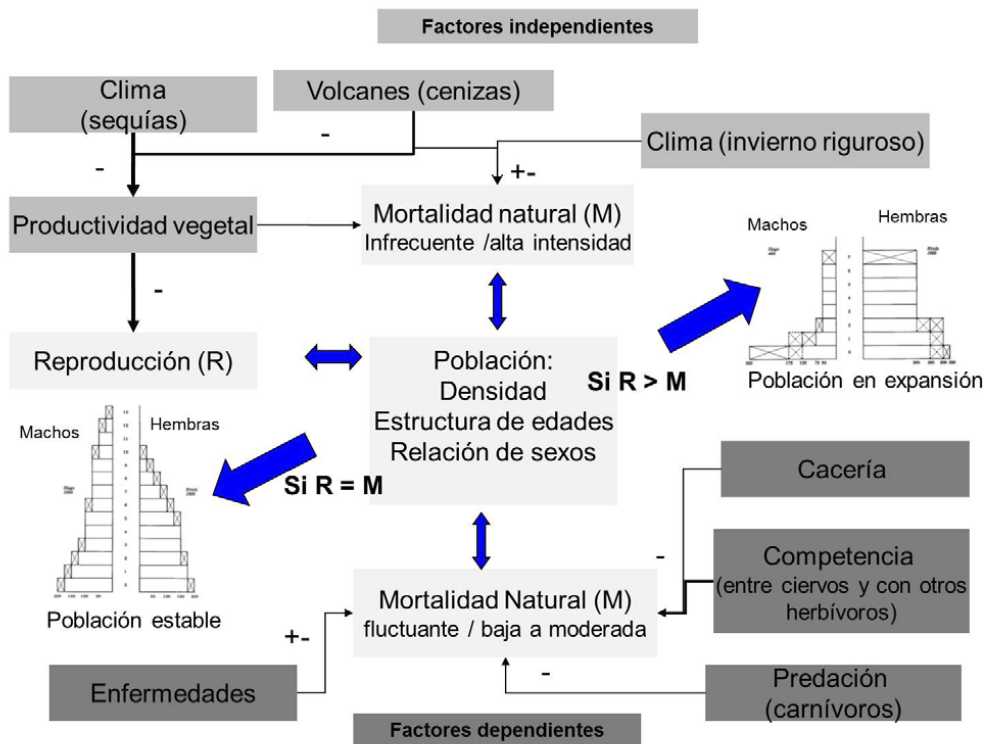 Factores independientes
Clima
(sequías)
Volcanes (cenizas)
Clima (invierno riguroso)
-
-
+-
Productividad vegetal
Mortalidad natural (M)
Infrecuente /alta intensidad
Machos
Hembras
-
Reproducción (R)
Población:
Densidad
Estructura de edades
Relación de sexos
Si R > M
Población en expansión
Machos
Hembras
Si R = M
Cacería
-
Competencia
(entre ciervos y con otros
herbívoros)
Mortalidad Natural (M)
fluctuante / baja a moderada
Población estable
+-
-
Enfermedades
Predación
(carnívoros)
Factores dependientes